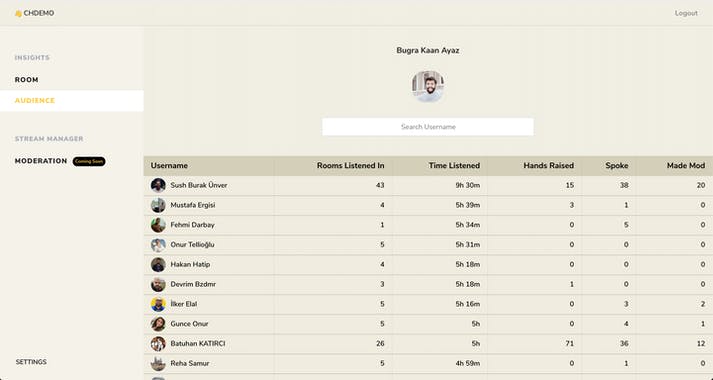 CHDEMO
Logout
INSIGHTS
ROOM
AUDIENCE
STREAM MANAGER
MODERATION Coming Soon
SETTINGS
Bugra Kaan Ayaz
Search Username
Username Rooms Listened In Time Listened Hands Raised Spoke Made Mod
Sush Burak Ünver 43 9h 30m 15 38 20
Mustafa Ergisi 4 5h 39m 3 1 0
Fehmi Darbay 1 5h 34m 0 5 0
Onur Tellioğlu 5 5h 31m 0 0 0
Hakan Hatip 4 5h 18m 0 0 0
Devrim Bzdmr 3 5h 18m 1 0 0
İlker Elal 5 5h 16m 0 3 2
Gunce Onur 5 5h 0 4 1
Batuhan KATIRCI 26 5h 71 36 12
Reha Samur 5 4h 59m 0 1 0